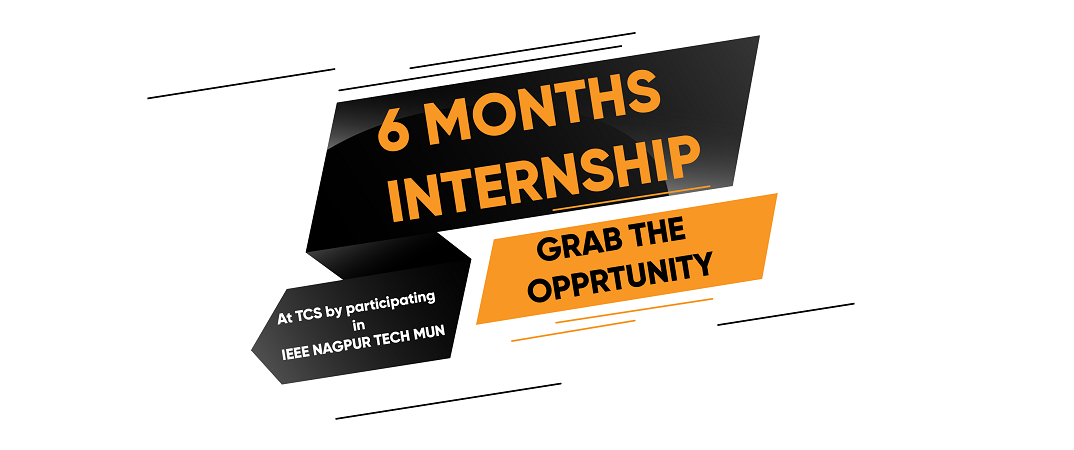 6 MONTHS
INTERNSHIP
GRAB THE
OPPRTUNITY
At TCS by participating
in
IEEE NAGPUR TECH MUN